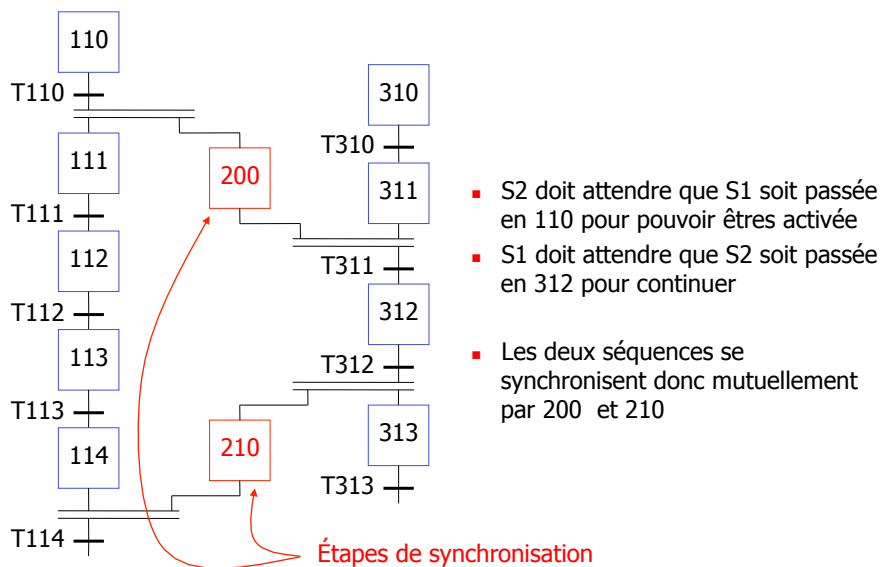 110
T110
111
T111
112
T112
113
T113
114
T114
200
210
310
T310
311
T311
312
T312
313
T313
▪ S2 doit attendre que S1 soit passée
en 110 pour pouvoir êtres activée
▪ S1 doit attendre que S2 soit passée
en 312 pour continuer
▪ Les deux séquences se
synchronisent donc mutuellement
par 200 et 210
Étapes de synchronisation